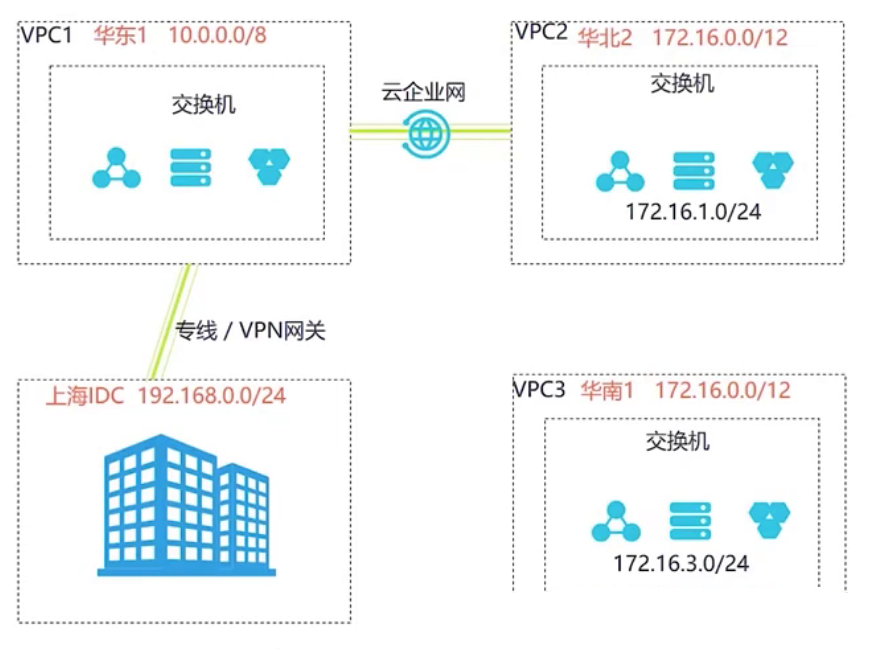 VPC1 华东1 10.0.0.0/8
交换机
云企业网
VPC2 华北2 172.16.0.0/12
交换机
172.16.1.0/24
专线 / VPN网关
上海IDC 192.168.0.0/24
VPC3 华南1 172.16.0.0/12
交换机
172.16.3.0/24